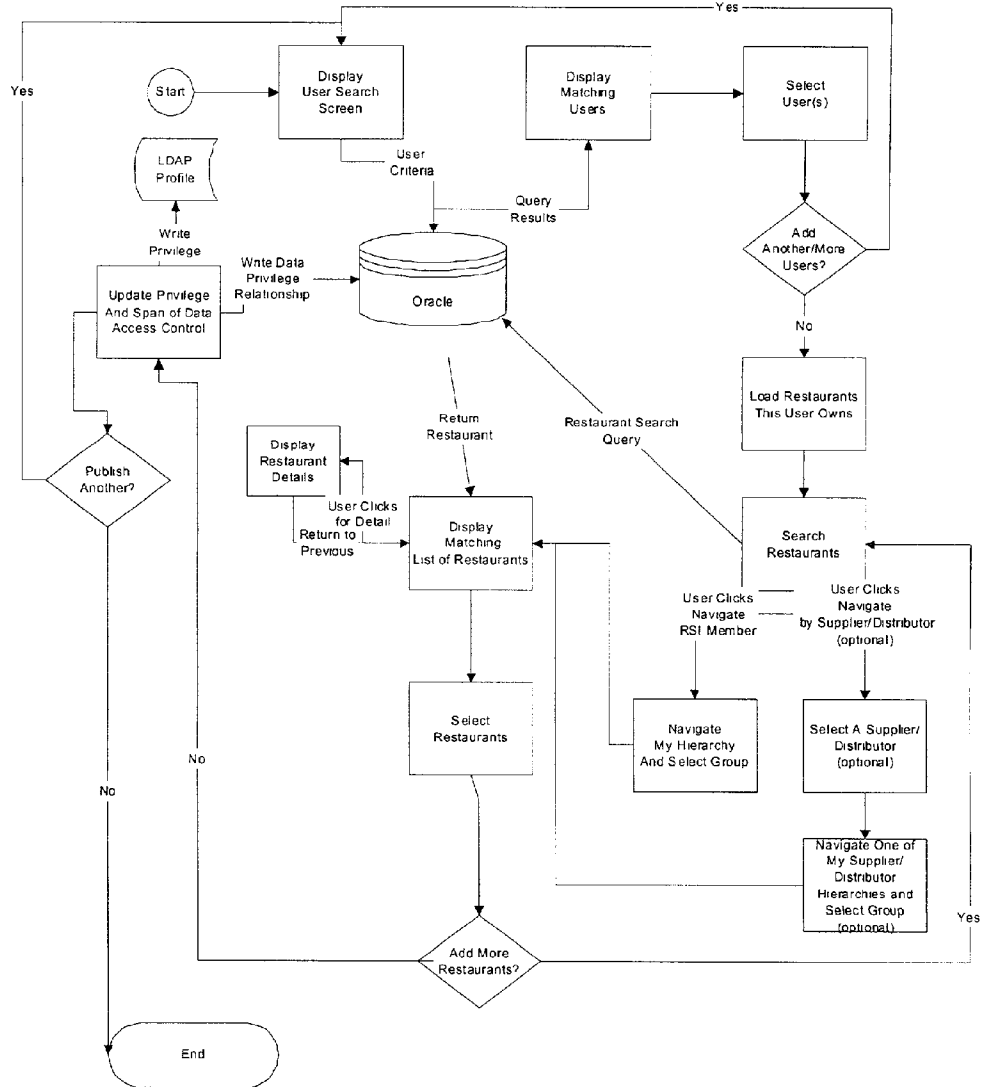 Yes
Yes
Start
Display
User Search
Screen
Display
Matching
Users
Select
User(s)
LDAP
Profile
User
Criteria
Query
Results
Write
Privilege
Write Data
Privilege
Relationship
Add
Another/More
Users?
Update Privilege
And Span of Data
Access Control
Oracle
No
Load Restaurants
This User Owns
Return
Restaurant
Restaurant Search
Query
Display
Restaurant
Details
Publish
Another?
User Clicks
for Detail
Return to
Previous
Display
Matching
List of Restaurants
Search
Restaurants
User Clicks
Navigate
RSI Member
User Clicks
Navigate
by Supplier/Distributor
(optional)
Select
Restaurants
Navigate
My Hierarchy
And Select Group
Select A Supplier/
Distributor
(optional)
No
No
Navigate One of
My Supplier/
Distributor
Hierarchies and
Select Group
(optional)
Yes
Add More
Restaurants?
End